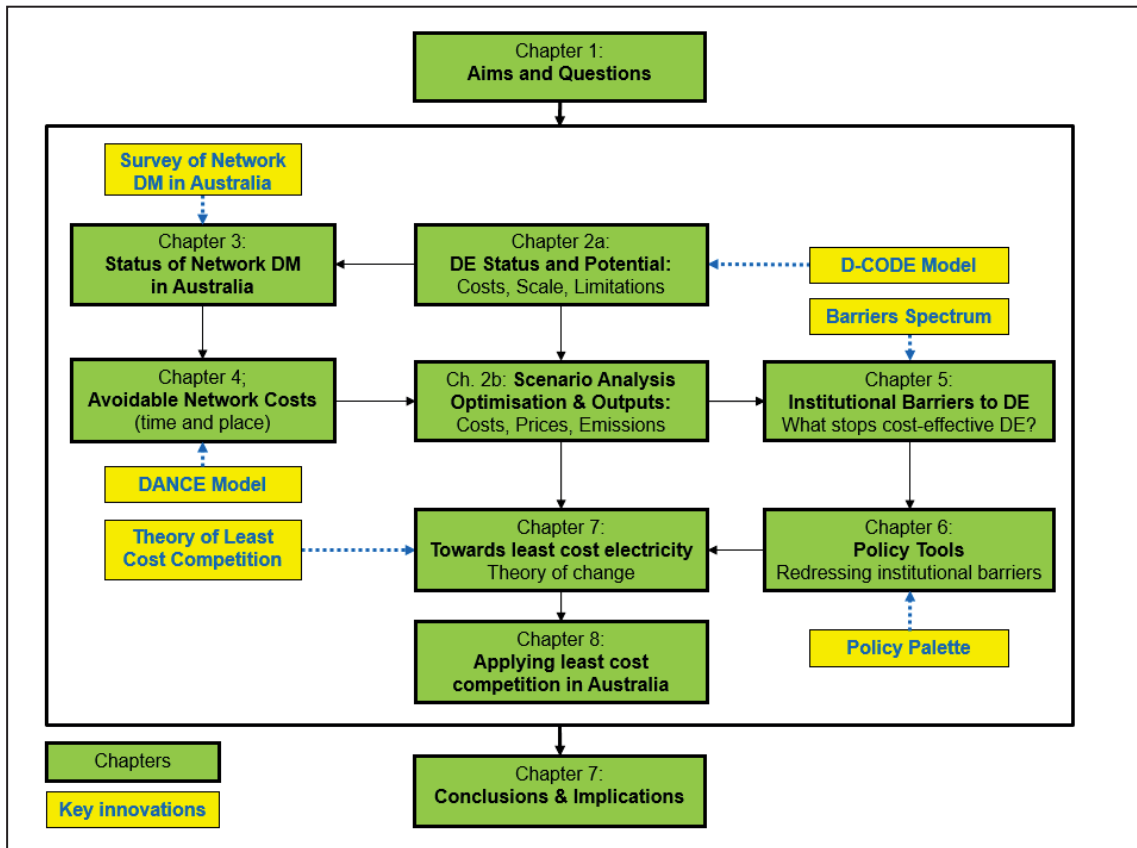 Chapter 1:
Aims and Questions
Survey of Network
DM in Australia
Chapter 3:
Status of Network DM
in Australia
Chapter 2a:
DE Status and Potential:
Costs, Scale, Limitations
D-CODE Model
Barriers Spectrum
Chapter 4;
Avoidable Network Costs
(time and place)
Ch. 2b: Scenario Analysis
Optimisation & Outputs:
Costs, Prices, Emissions
Chapter 5:
Institutional Barriers to DE
What stops cost-effective DE?
DANCE Model
Theory of Least
Cost Competition
Chapter 7:
Towards least cost electricity
Theory of change
Chapter 6:
Policy Tools
Redressing institutional barriers
Chapter 8:
Applying least cost
competition in Australia
Policy Palette
Chapters
Key innovations
Chapter 7:
Conclusions & Implications